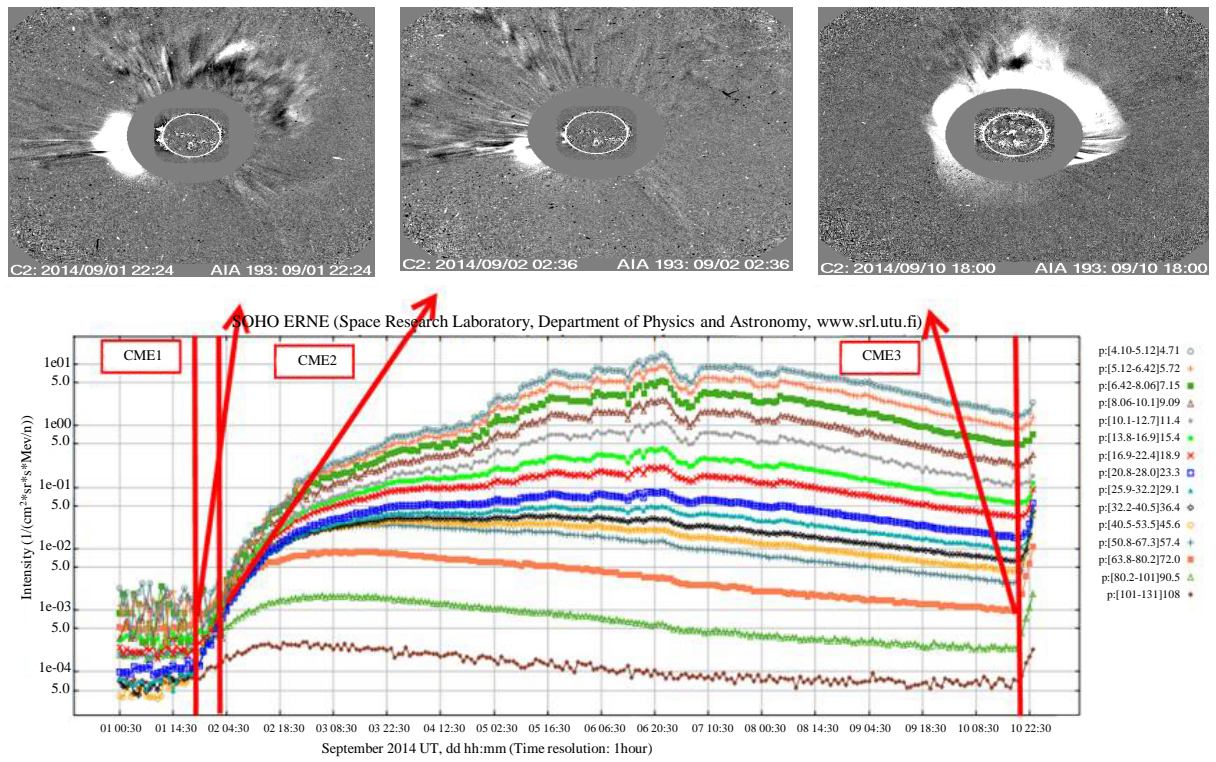 C2: 2014/09/01 22:24 AIA 193: 09/01 22:24
C2: 2014/09/02 02:36 AIA 193: 09/02 02:36
C2: 2014/09/10 18:00 AIA 193: 09/10 18:00
SOHO ERNE (Space Research Laboratory, Department of Physics and Astronomy, www.srl.utu.fi)
CME1
CME2
CME3
Intensity (1/(cm²*sr*s*Mev/n))
1e01
5.0
1e00
5.0
1e-01
5.0
1e-02
5.0
1e-03
5.0
1e-04
5.0
p:[4.10-5.12]4.71
p:[5.12-6.42]5.72
p:[6.42-8.06]7.15
p:[8.06-10.1]9.09
p:[10.1-12.7]11.4
p:[13.8-16.9]15.4
p:[16.9-22.4]18.9
p:[20.8-28.0]23.3
p:[25.9-32.2]29.1
p:[32.2-40.5]36.4
p:[40.5-53.5]45.6
p:[50.8-67.3]57.4
p:[63.8-80.2]72.0
p:[80.2-101]90.5
p:[101-131]108
01 00:30 01 14:30 02 04:30 02 18:30 03 08:30 03 22:30 04 12:30 05 02:30 05 16:30 06 06:30 06 20:30 07 10:30 08 00:30 08 14:30 09 04:30 09 18:30 10 08:30 10 22:30
September 2014 UT, dd hh:mm (Time resolution: 1hour)